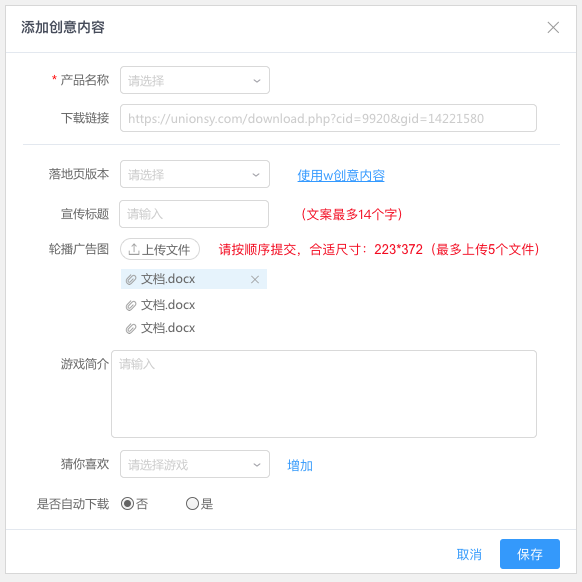 添加创意内容
* 产品名称 请选择
下载链接 https://unionsy.com/download.php?cid=9920&gid=14221580
落地页版本 请选择 使用w创意内容
宣传标题 请输入 （文案最多14个字）
轮播广告图 上传文件 请按顺序提交，合适尺寸：223*372（最多上传5个文件）
文档.docx
文档.docx
文档.docx
游戏简介 请输入
猜你喜欢 请选择游戏 增加
是否自动下载 否 是
取消 保存